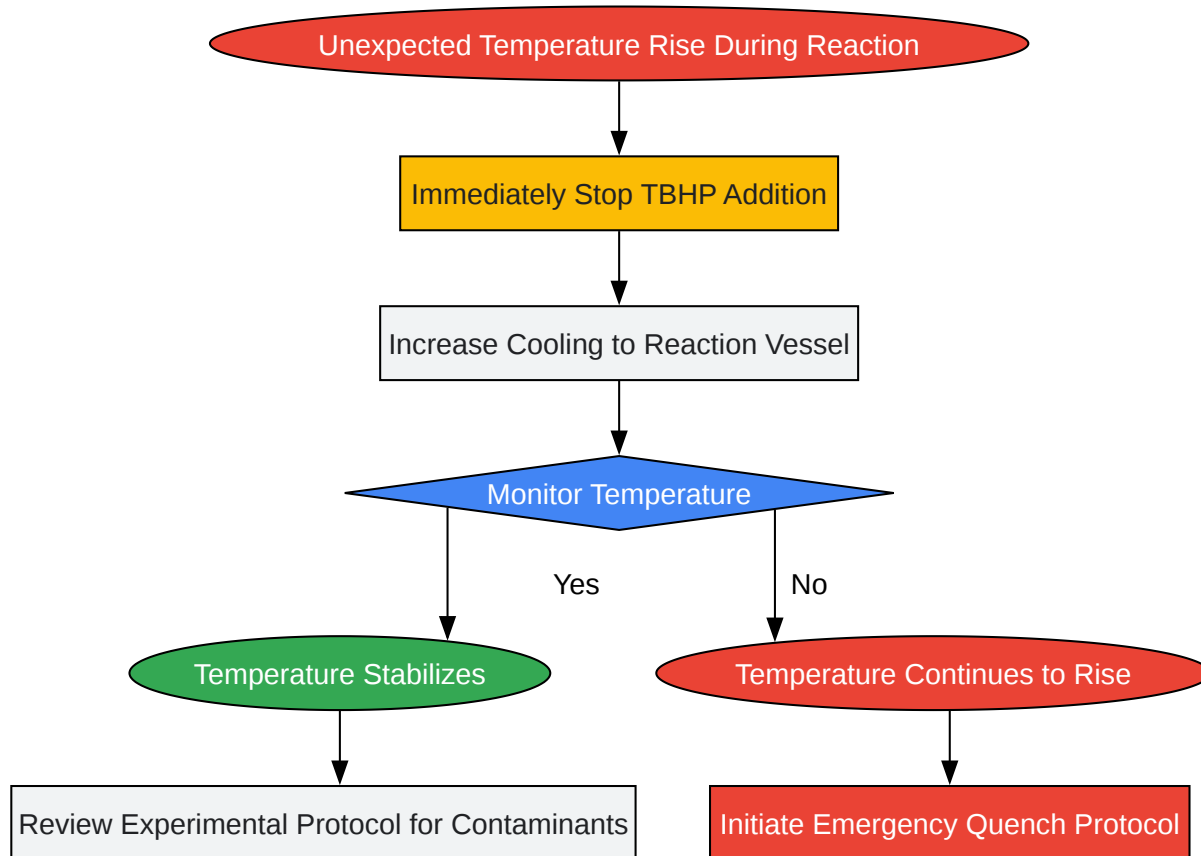 Unexpected Temperature Rise During Reaction
Immediately Stop TBHP Addition
Increase Cooling to Reaction Vessel
Monitor Temperature
Yes
No
Temperature Stabilizes
Temperature Continues to Rise
Review Experimental Protocol for Contaminants
Initiate Emergency Quench Protocol